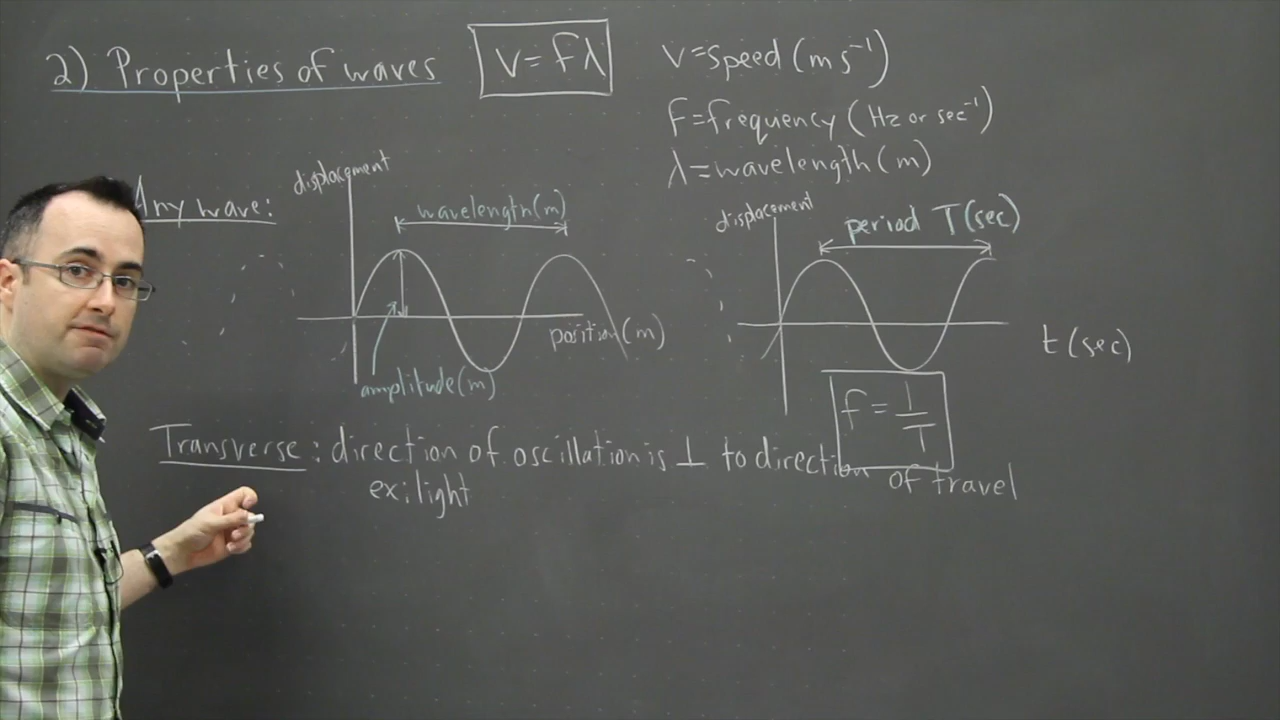 2) Properties of waves
v=fλ
v=speed (m s⁻¹)
f=frequency (Hz or sec⁻¹)
λ=wavelength (m)
Any wave:
displacement
wavelength(m)
position(m)
amplitude(m)
displacement
period T(sec)
t(sec)
f=1/T
Transverse: direction of oscillation is ⊥ to direction of travel
ex: light